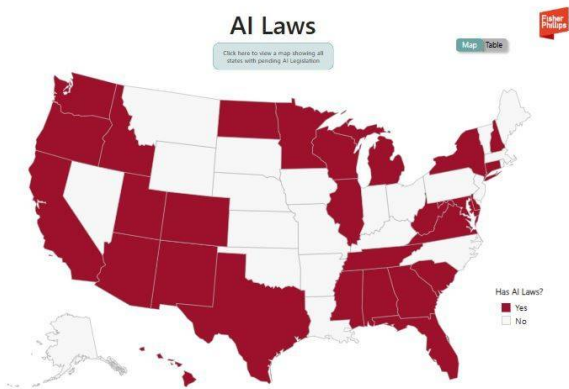 AI Laws
Fisher
Phillips
Click here to view a map showing all
states with pending AI Legislation
Map Table
Has AI Laws?
Yes
No